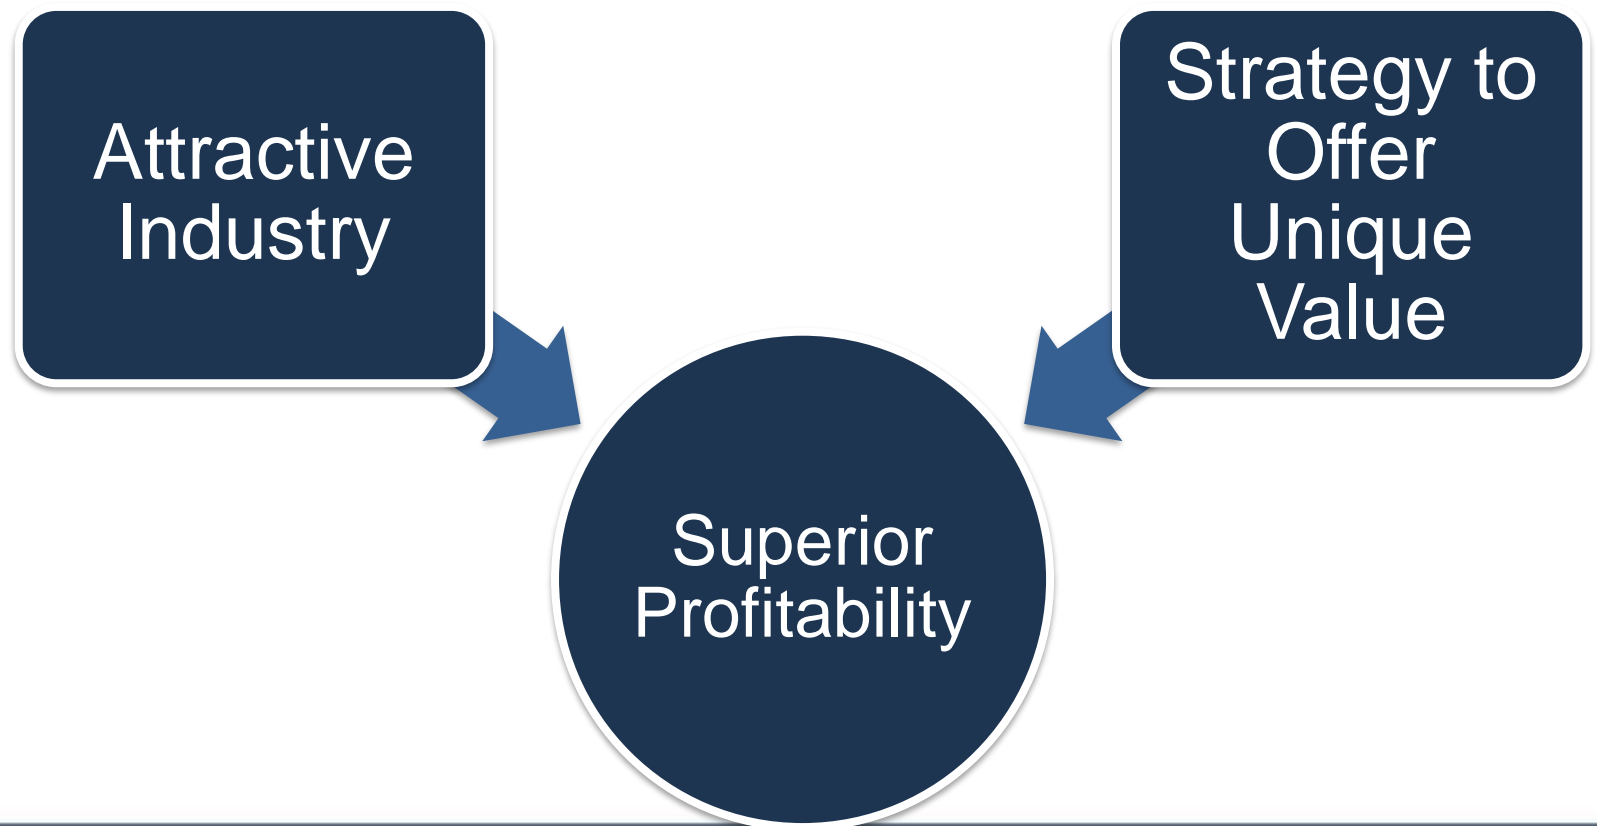 Attractive
Industry
Strategy to
Offer
Unique
Value
Superior
Profitability